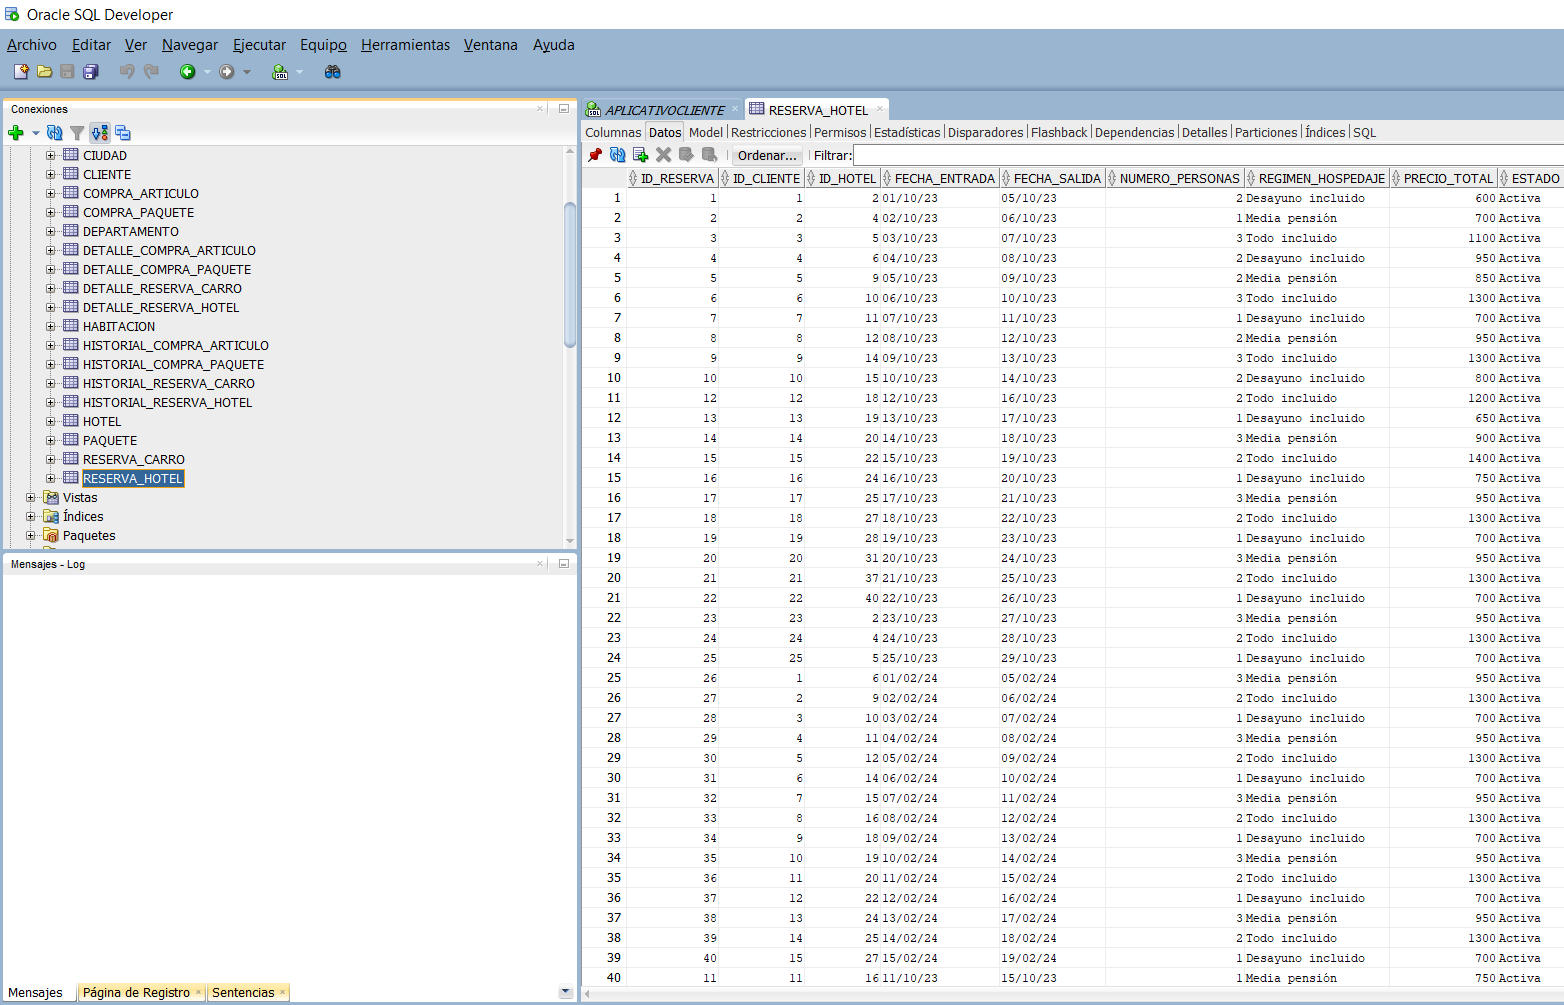 Oracle SQL Developer
Archivo Editar Ver Navegar Ejecutar Equipo Herramientas Ventana Ayuda
Conexiones
CIUDAD
CLIENTE
COMPRA_ARTICULO
COMPRA_PAQUETE
DEPARTAMENTO
DETALLE_COMPRA_ARTICULO
DETALLE_COMPRA_PAQUETE
DETALLE_RESERVA_CARRO
DETALLE_RESERVA_HOTEL
HABITACION
HISTORIAL_COMPRA_ARTICULO
HISTORIAL_COMPRA_PAQUETE
HISTORIAL_RESERVA_CARRO
HISTORIAL_RESERVA_HOTEL
HOTEL
PAQUETE
RESERVA_CARRO
RESERVA_HOTEL
Vistas
Índices
Paquetes
Mensajes - Log
Mensajes Página de Registro Sentencias
APLICATIVOCLIENTE RESERVA_HOTEL
Columnas Datos Model Restricciones Permisos Estadísticas Disparadores Flashback Dependencias Detalles Particiones Índices SQL
Ordenar... Filtrar:
ID_RESERVA ID_CLIENTE ID_HOTEL FECHA_ENTRADA FECHA_SALIDA NUMERO_PERSONAS REGIMEN_HOSPEDAJE PRECIO_TOTAL ESTADO
1 1 1 2 01/10/23 05/10/23 2 Desayuno incluido 600 Activa
2 2 2 4 02/10/23 06/10/23 1 Media pensión 700 Activa
3 3 3 5 03/10/23 07/10/23 3 Todo incluido 1100 Activa
4 4 4 6 04/10/23 08/10/23 2 Desayuno incluido 950 Activa
5 5 5 9 05/10/23 09/10/23 2 Media pensión 850 Activa
6 6 6 10 06/10/23 10/10/23 3 Todo incluido 1300 Activa
7 7 7 11 07/10/23 11/10/23 1 Desayuno incluido 700 Activa
8 8 8 12 08/10/23 12/10/23 2 Media pensión 950 Activa
9 9 9 14 09/10/23 13/10/23 3 Todo incluido 1300 Activa
10 10 10 15 10/10/23 14/10/23 2 Desayuno incluido 800 Activa
11 12 12 18 12/10/23 16/10/23 2 Todo incluido 1200 Activa
12 13 13 19 13/10/23 17/10/23 1 Desayuno incluido 650 Activa
13 14 14 20 14/10/23 18/10/23 3 Media pensión 900 Activa
14 15 15 22 15/10/23 19/10/23 2 Todo incluido 1400 Activa
15 16 16 24 16/10/23 20/10/23 1 Desayuno incluido 750 Activa
16 17 17 25 17/10/23 21/10/23 3 Media pensión 950 Activa
17 18 18 27 18/10/23 22/10/23 2 Todo incluido 1300 Activa
18 19 19 28 19/10/23 23/10/23 1 Desayuno incluido 700 Activa
19 20 20 31 20/10/23 24/10/23 3 Media pensión 950 Activa
20 21 21 37 21/10/23 25/10/23 2 Todo incluido 1300 Activa
21 22 22 40 22/10/23 26/10/23 1 Desayuno incluido 700 Activa
22 23 23 2 23/10/23 27/10/23 3 Media pensión 950 Activa
23 24 24 4 24/10/23 28/10/23 2 Todo incluido 1300 Activa
24 25 25 5 25/10/23 29/10/23 1 Desayuno incluido 700 Activa
25 26 1 6 01/02/24 05/02/24 3 Media pensión 950 Activa
26 27 2 9 02/02/24 06/02/24 2 Todo incluido 1300 Activa
27 28 3 10 03/02/24 07/02/24 1 Desayuno incluido 700 Activa
28 29 4 11 04/02/24 08/02/24 3 Media pensión 950 Activa
29 30 5 12 05/02/24 09/02/24 2 Todo incluido 1300 Activa
30 31 6 14 06/02/24 10/02/24 1 Desayuno incluido 700 Activa
31 32 7 15 07/02/24 11/02/24 3 Media pensión 950 Activa
32 33 8 16 08/02/24 12/02/24 2 Todo incluido 1300 Activa
33 34 9 18 09/02/24 13/02/24 1 Desayuno incluido 700 Activa
34 35 10 19 10/02/24 14/02/24 3 Media pensión 950 Activa
35 36 11 20 11/02/24 15/02/24 2 Todo incluido 1300 Activa
36 37 12 22 12/02/24 16/02/24 1 Desayuno incluido 700 Activa
37 38 13 24 13/02/24 17/02/24 3 Media pensión 950 Activa
38 39 14 25 14/02/24 18/02/24 2 Todo incluido 1300 Activa
39 40 15 27 15/02/24 19/02/24 1 Desayuno incluido 700 Activa
40 11 11 16 11/10/23 15/10/23 1 Media pensión 750 Activa